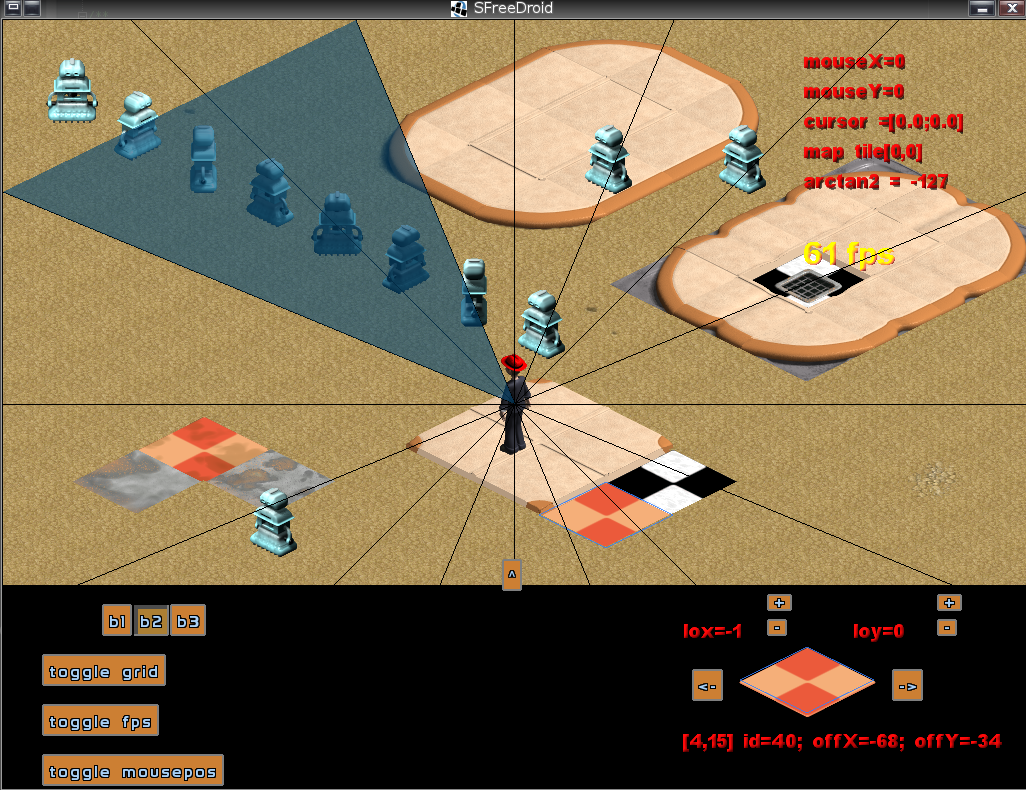 SFreeDroid
mouseX=0
mouseY=0
cursor =[0.0;0.0]
map tile[0,0]
arctan2 = -127
61 fps
^
b1 b2 b3
toggle grid
toggle fps
toggle mousepos
+ +
lox=-1 - loy=0 -
<- ->
[4,15] id=40; offX=-68; offY=-34